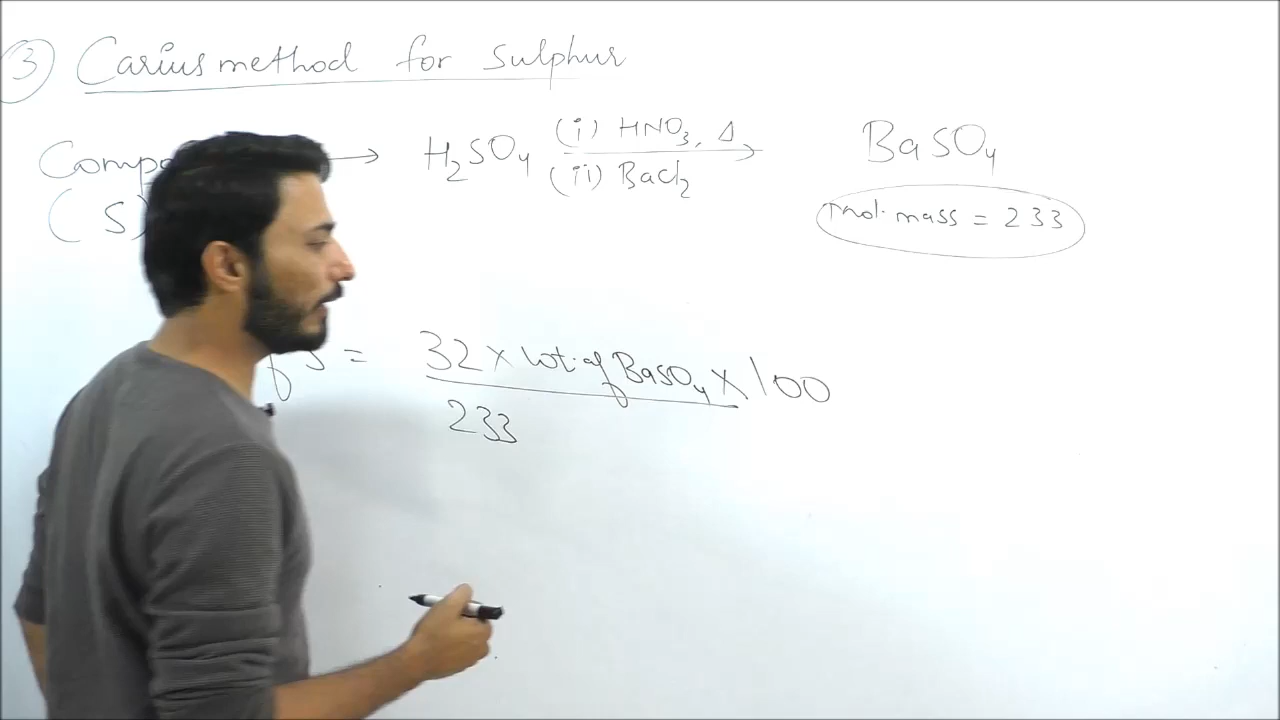 3 Carius method for sulphur
H₂SO₄ (i) HNO₃, Δ BaSO₄
(ii) BaCl₂
(S)
mol. mass = 233
S = 32 × wt. of BaSO₄ × 100
233